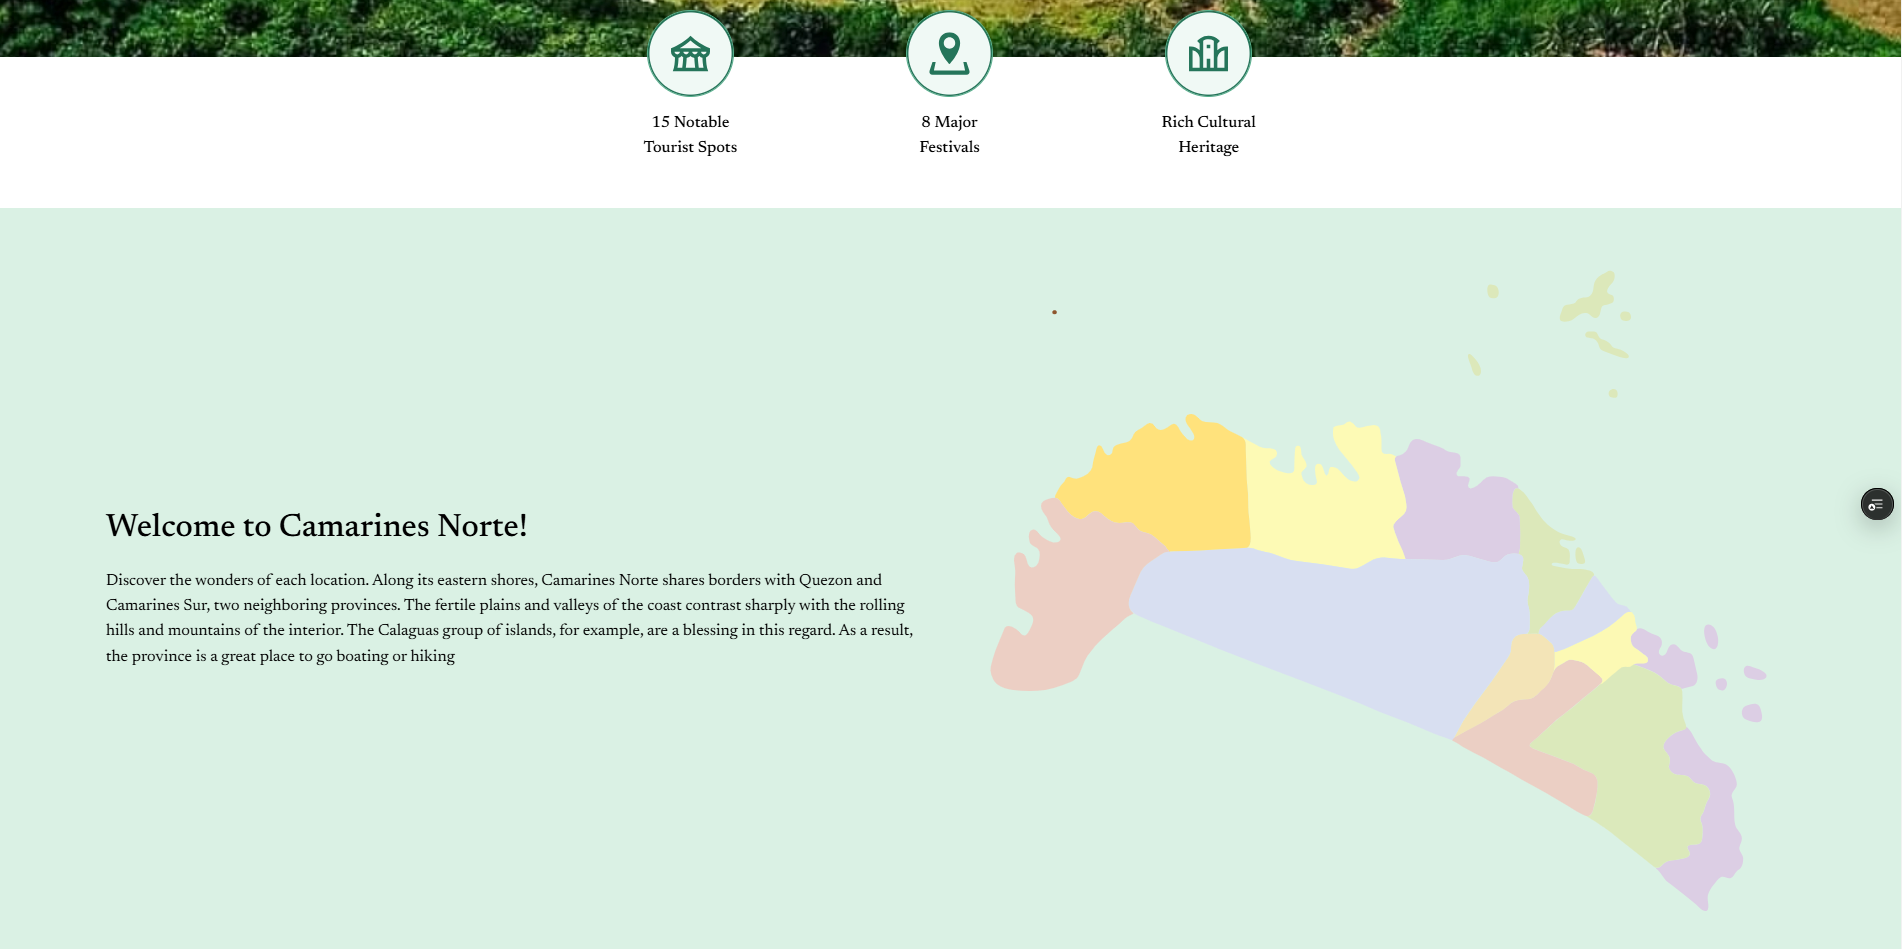 15 Notable
Tourist Spots
8 Major
Festivals
Rich Cultural
Heritage
Welcome to Camarines Norte!
Discover the wonders of each location. Along its eastern shores, Camarines Norte shares borders with Quezon and
Camarines Sur, two neighboring provinces. The fertile plains and valleys of the coast contrast sharply with the rolling
hills and mountains of the interior. The Calaguas group of islands, for example, are a blessing in this regard. As a result,
the province is a great place to go boating or hiking